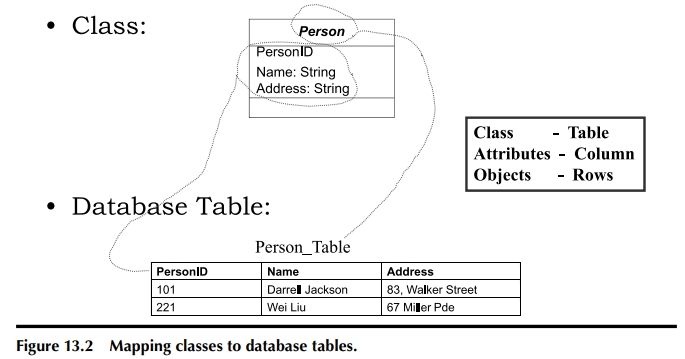 • Class:
Person
PersonID
Name: String
Address: String
Class - Table
Attributes - Column
Objects - Rows
• Database Table:
Person_Table
PersonID Name Address
101 Darrell Jackson 83, Walker Street
221 Wei Liu 67 Miller Pde
Figure 13.2 Mapping classes to database tables.